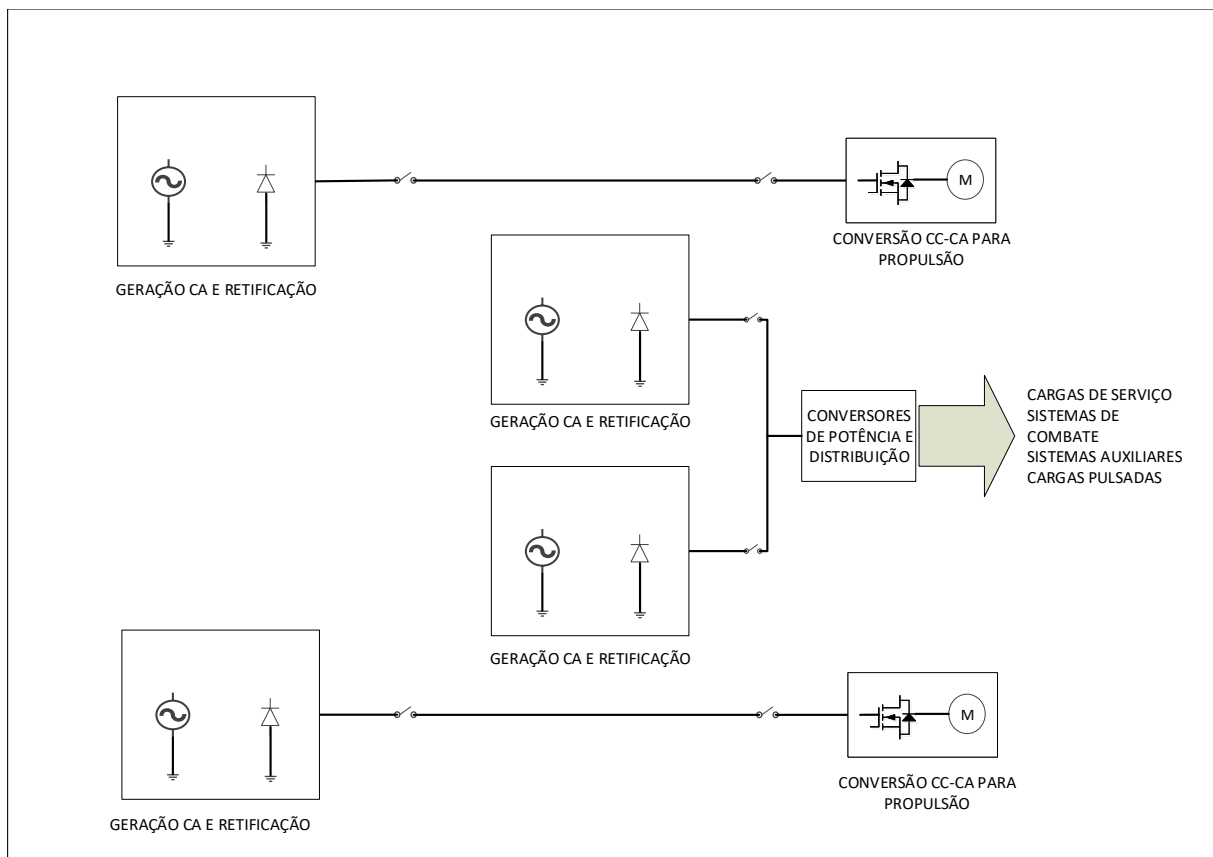 M
CONVERSÃO CC-CA PARA
PROPULSÃO
GERAÇÃO CA E RETIFICAÇÃO
GERAÇÃO CA E RETIFICAÇÃO
CONVERSORES
DE POTÊNCIA E
DISTRIBUIÇÃO
CARGAS DE SERVIÇO
SISTEMAS DE
COMBATE
SISTEMAS AUXILIARES
CARGAS PULSADAS
GERAÇÃO CA E RETIFICAÇÃO
M
CONVERSÃO CC-CA PARA
PROPULSÃO
GERAÇÃO CA E RETIFICAÇÃO